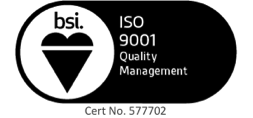 bsi.
ISO
9001
Quality
Management
Cert No. 577702